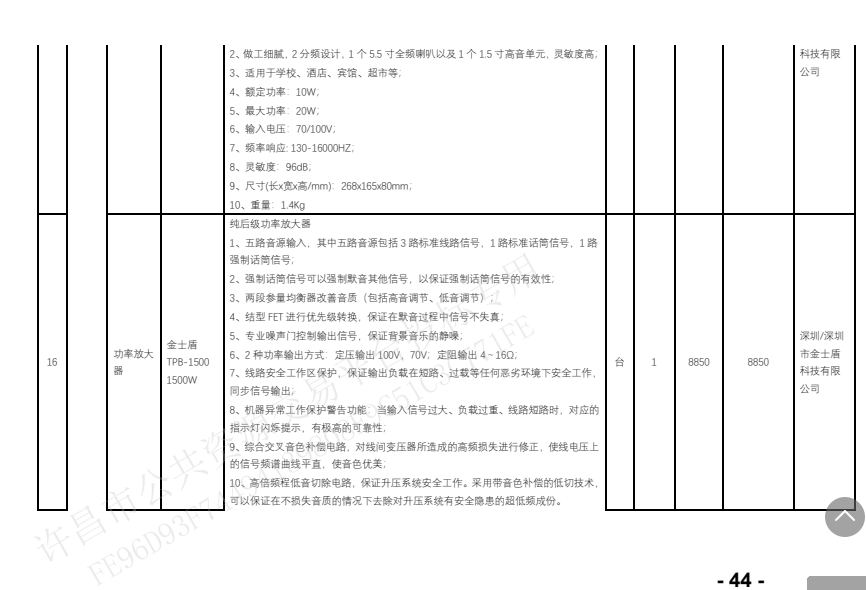 2、做工细腻，2 分频设计，1 个 5.5 寸全频喇叭以及 1 个 1.5 寸高音单元，灵敏度高；
3、适用于学校、酒店、宾馆、超市等；
4、额定功率：10W；
5、最大功率：20W；
6、输入电压：70/100V；
7、频率响应: 130-16000HZ；
8、灵敏度：96dB；
9、尺寸(长x宽x高/mm)：268x165x80mm；
10、重量：1.4Kg
科技有限
公司
16
功率放大
器
金士盾
TPB-1500
1500W
纯后级功率放大器
1、五路音源输入，其中五路音源包括 3 路标准线路信号，1 路标准话筒信号，1 路
强制话筒信号；
2、强制话筒信号可以强制默音其他信号，以保证强制话筒信号的有效性；
3、两段参量均衡器改善音质（包括高音调节、低音调节）；
4、结型 FET 进行优先级转换，保证在默音过程中信号不失真；
5、专业噪声门控制输出信号，保证背景音乐的静噪；
6、2 种功率输出方式：定压输出 100V，70V；定阻输出 4～16Ω；
7、线路安全工作区保护，保证输出负载在短路、过载等任何恶劣环境下安全工作，
同步信号输出；
8、机器异常工作保护警告功能：当输入信号过大、负载过重、线路短路时，对应的
指示灯闪烁提示，有极高的可靠性；
9、综合交叉音色补偿电路，对线间变压器所造成的高频损失进行修正，使线电压上
的信号频谱曲线平直，使音色优美；
10、高倍频程低音切除电路，保证升压系统安全工作。采用带音色补偿的低切技术，
可以保证在不损失音质的情况下去除对升压系统有安全隐患的超低频成份。
台
1
8850
8850
深圳/深圳
市金士盾
科技有限
公司
- 44 -